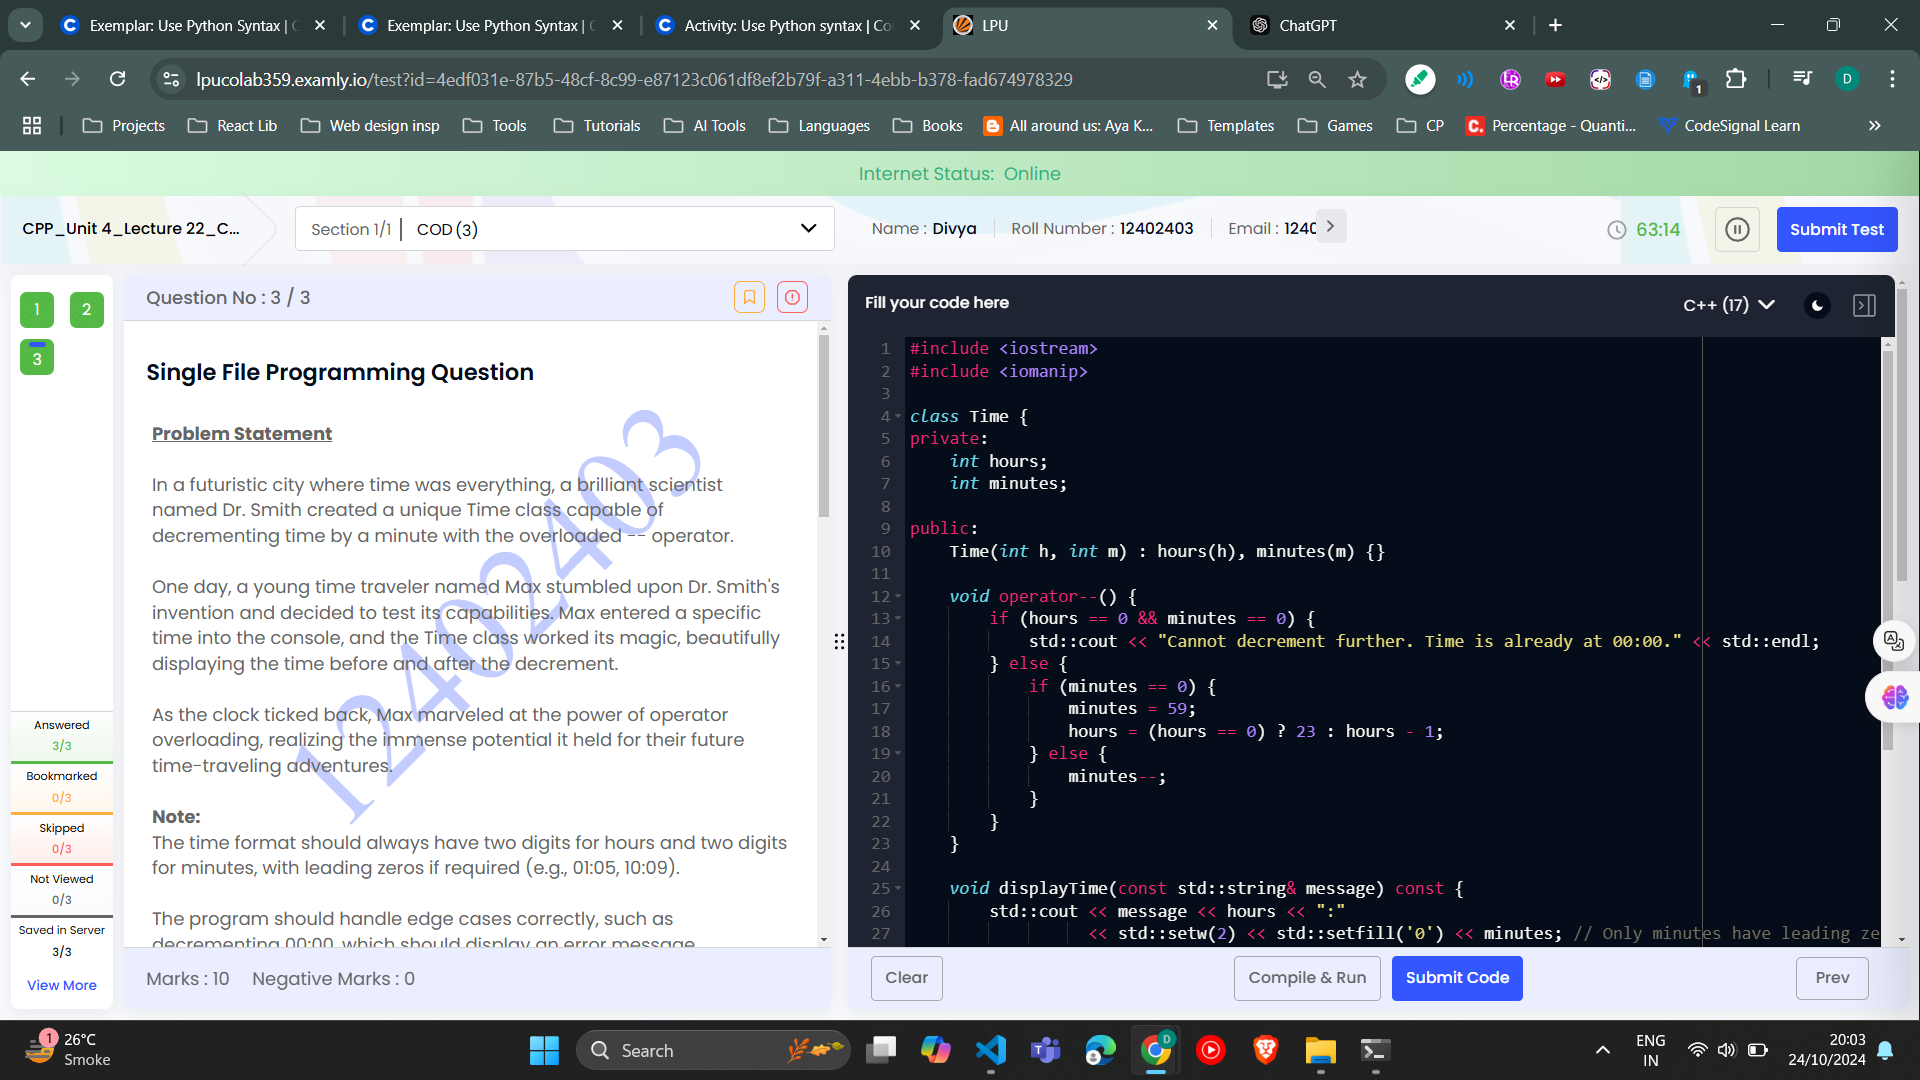 Exemplar: Use Python Syntax | C
Exemplar: Use Python Syntax | C
Activity: Use Python syntax | Co
LPU
ChatGPT
lpucolab359.examly.io/test?id=4edf031e-87b5-48cf-8c99-e87123c061df8ef2b79f-a311-4ebb-b378-fad674978329
1
D
Projects
React Lib
Web design insp
Tools
Tutorials
AI Tools
Languages
Books
All around us: Aya K...
Templates
Games
CP
Percentage - Quanti...
CodeSignal Learn
Internet Status: Online
CPP_Unit 4_Lecture 22_C...
Section 1/1 | COD (3)
Name : Divya
Roll Number : 12402403
Email : 1240
63:14
Submit Test
1
2
3
Question No : 3 / 3
Single File Programming Question
Problem Statement
In a futuristic city where time was everything, a brilliant scientist
named Dr. Smith created a unique Time class capable of
decrementing time by a minute with the overloaded -- operator.
One day, a young time traveler named Max stumbled upon Dr. Smith's
invention and decided to test its capabilities. Max entered a specific
time into the console, and the Time class worked its magic, beautifully
displaying the time before and after the decrement.
As the clock ticked back, Max marveled at the power of operator
overloading, realizing the immense potential it held for their future
time-traveling adventures.
Note:
The time format should always have two digits for hours and two digits
for minutes, with leading zeros if required (e.g., 01:05, 10:09).
The program should handle edge cases correctly, such as
decrementing 00:00, which should display an error message
12402403
Answered
3/3
Bookmarked
0/3
Skipped
0/3
Not Viewed
0/3
Saved in Server
3/3
View More
Marks : 10
Negative Marks : 0
Fill your code here
C++ (17)
1 #include <iostream>
2 #include <iomanip>
3
4 class Time {
5 private:
6 int hours;
7 int minutes;
8
9 public:
10 Time(int h, int m) : hours(h), minutes(m) {}
11
12 void operator--() {
13 if (hours == 0 && minutes == 0) {
14 std::cout << "Cannot decrement further. Time is already at 00:00." << std::endl;
15 } else {
16 if (minutes == 0) {
17 minutes = 59;
18 hours = (hours == 0) ? 23 : hours - 1;
19 } else {
20 minutes--;
21 }
22 }
23 }
24
25 void displayTime(const std::string& message) const {
26 std::cout << message << hours << ":"
27 << std::setw(2) << std::setfill('0') << minutes; // Only minutes have leading ze
Clear
Compile & Run
Submit Code
Prev
1
26°C
Smoke
Search
D
ENG
IN
20:03
24/10/2024